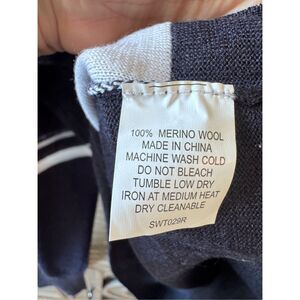 100% MERINO WOOL
MADE IN CHINA
MACHINE WASH COLD
DO NOT BLEACH
TUMBLE LOW DRY
IRON AT MEDIUM HEAT
DRY CLEANABLE
SWT029R